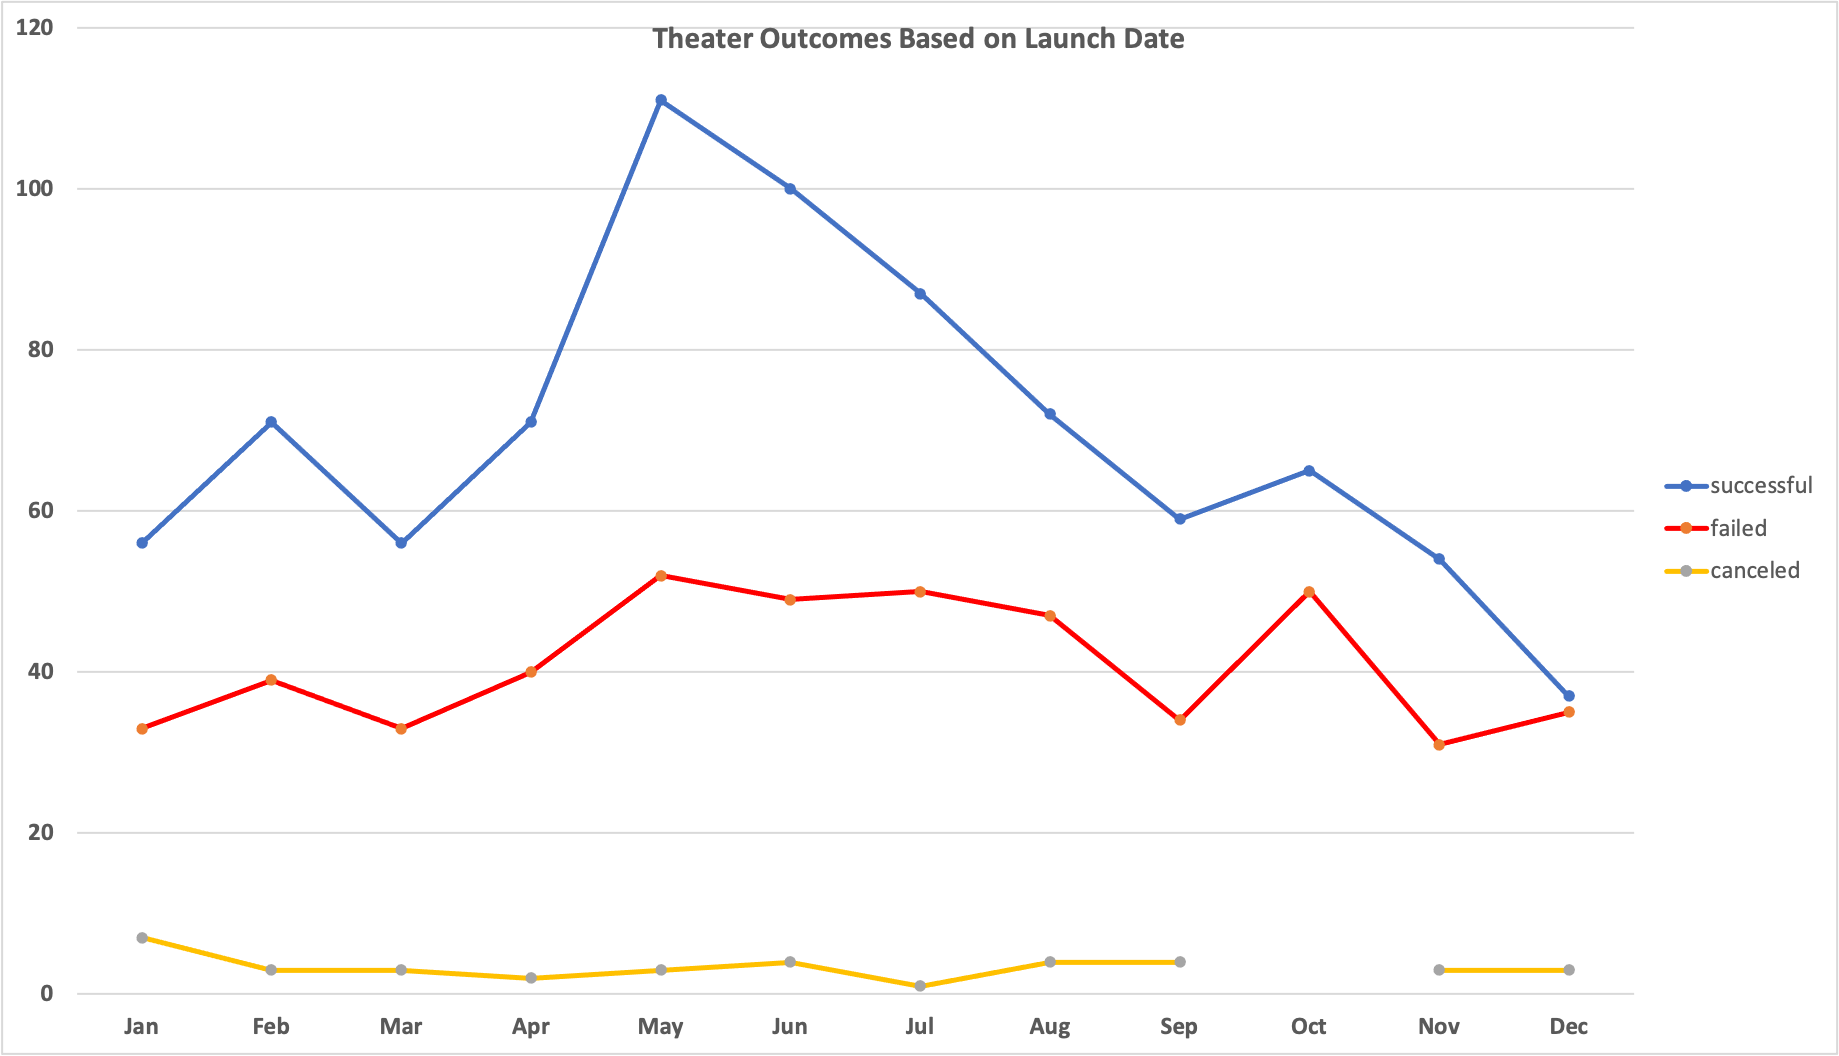 Theater Outcomes Based on Launch Date
120
100
80
60
40
20
0
Jan Feb Mar Apr May Jun Jul Aug Sep Oct Nov Dec
successful
failed
canceled